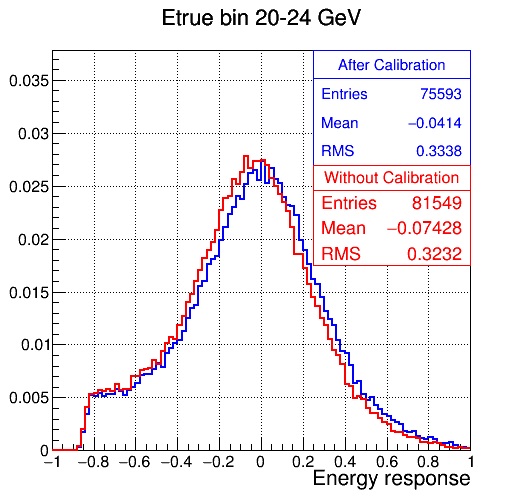 Etrue bin 20-24 GeV
After Calibration
Entries 75593
Mean −0.0414
RMS 0.3338
Without Calibration
Entries 81549
Mean −0.07428
RMS 0.3232
0.035
0.03
0.025
0.02
0.015
0.01
0.005
0
−1 −0.8 −0.6 −0.4 −0.2 0 0.2 0.4 0.6 0.8 1
Energy response